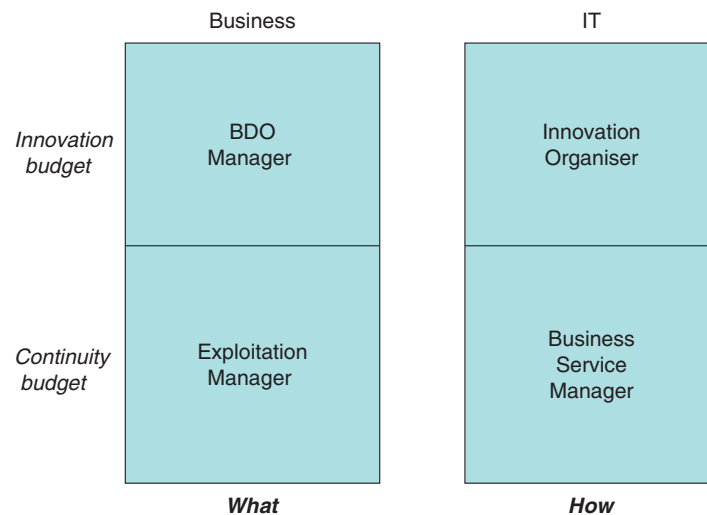 Business
IT
Innovation
budget
BDO
Manager
Innovation
Organiser
Continuity
budget
Exploitation
Manager
Business
Service
Manager
What
How